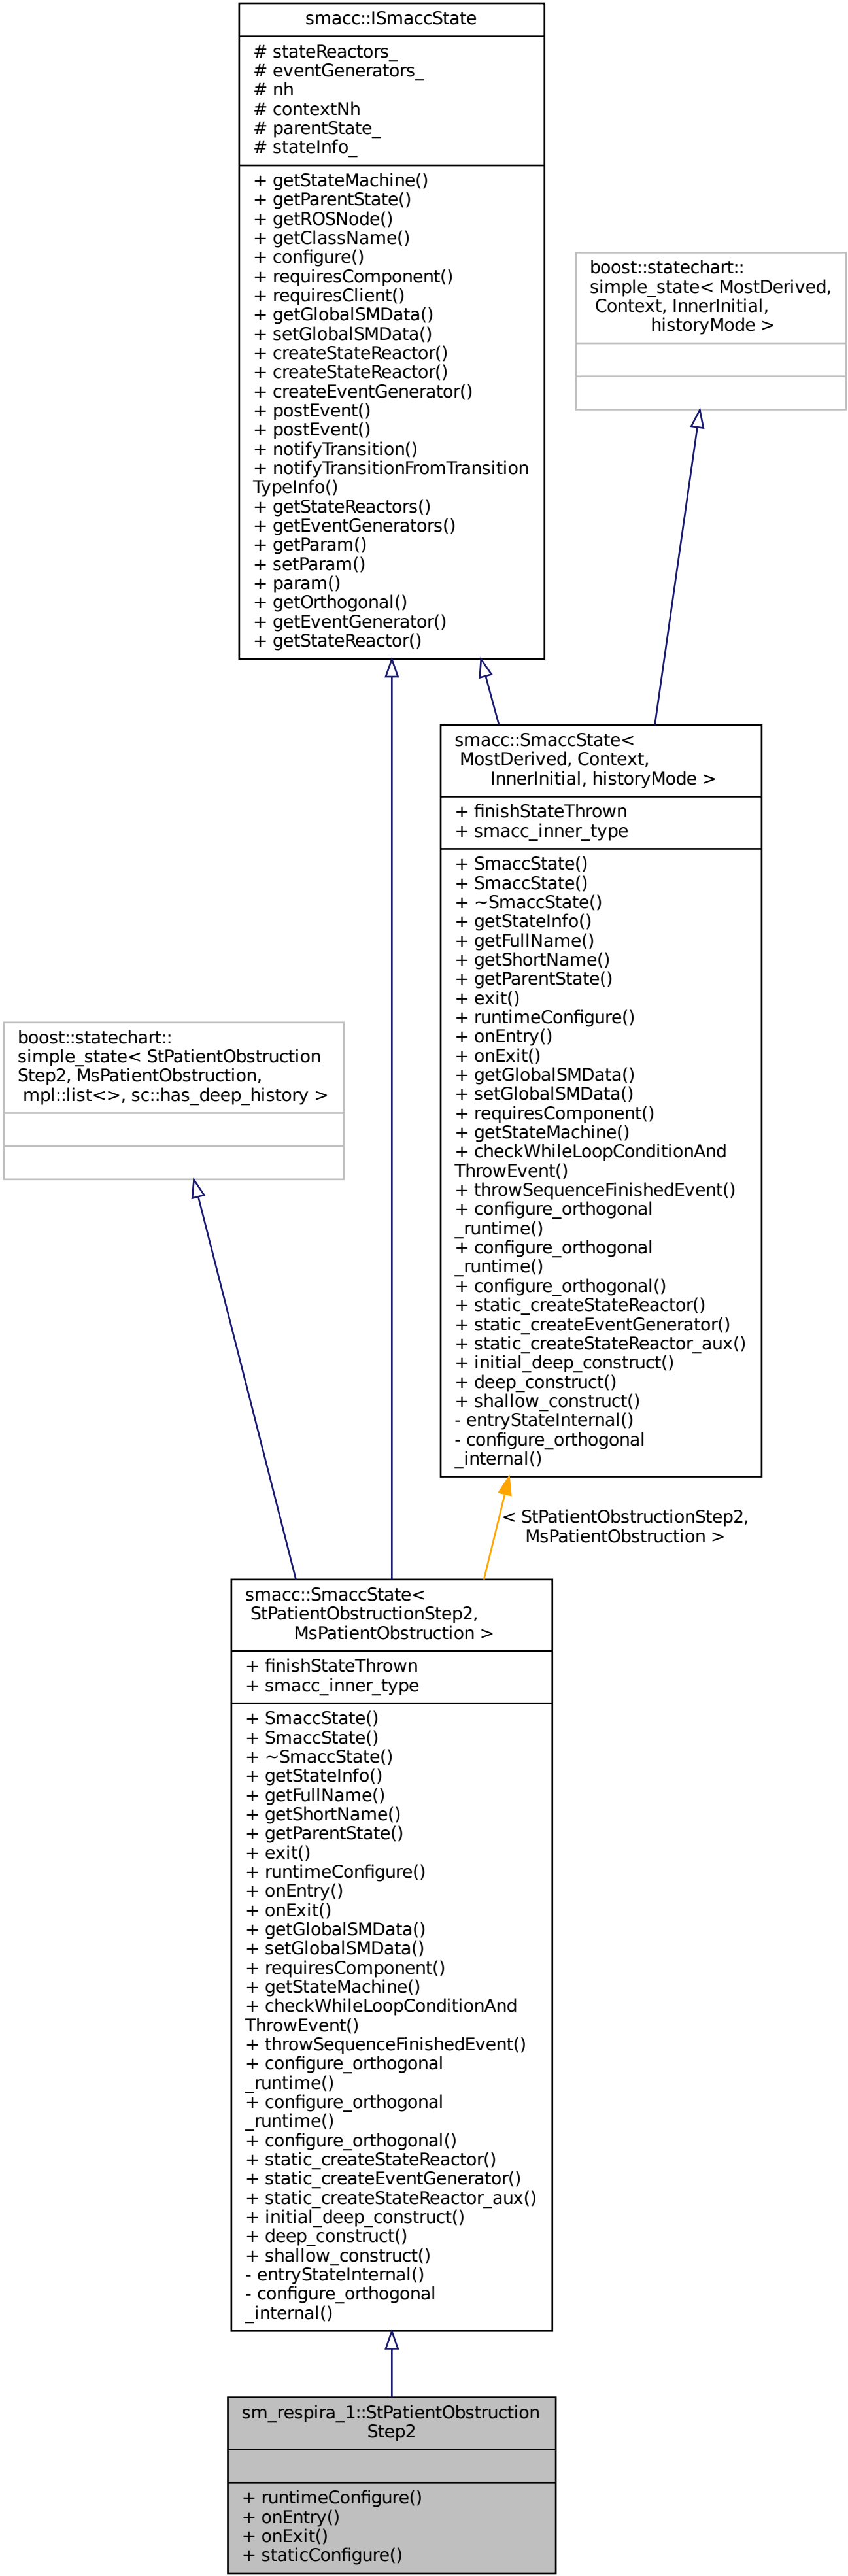 smacc::ISmaccState
# stateReactors_
# eventGenerators_
# nh
# contextNh
# parentState_
# stateInfo_
+ getStateMachine()
+ getParentState()
+ getROSNode()
+ getClassName()
+ configure()
+ requiresComponent()
+ requiresClient()
+ getGlobalSMData()
+ setGlobalSMData()
+ createStateReactor()
+ createStateReactor()
+ createEventGenerator()
+ postEvent()
+ postEvent()
+ notifyTransition()
+ notifyTransitionFromTransition
TypeInfo()
+ getStateReactors()
+ getEventGenerators()
+ getParam()
+ setParam()
+ param()
+ getOrthogonal()
+ getEventGenerator()
+ getStateReactor()
boost::statechart::
simple_state< MostDerived,
Context, InnerInitial,
historyMode >
smacc::SmaccState<
MostDerived, Context,
InnerInitial, historyMode >
+ finishStateThrown
+ smacc_inner_type
+ SmaccState()
+ SmaccState()
+ ~SmaccState()
+ getStateInfo()
+ getFullName()
+ getShortName()
+ getParentState()
+ exit()
+ runtimeConfigure()
+ onEntry()
+ onExit()
+ getGlobalSMData()
+ setGlobalSMData()
+ requiresComponent()
+ getStateMachine()
+ checkWhileLoopConditionAnd
ThrowEvent()
+ throwSequenceFinishedEvent()
+ configure_orthogonal
_runtime()
+ configure_orthogonal
_runtime()
+ configure_orthogonal()
+ static_createStateReactor()
+ static_createEventGenerator()
+ static_createStateReactor_aux()
+ initial_deep_construct()
+ deep_construct()
+ shallow_construct()
- entryStateInternal()
- configure_orthogonal
_internal()
boost::statechart::
simple_state< StPatientObstruction
Step2, MsPatientObstruction,
mpl::list<>, sc::has_deep_history >
< StPatientObstructionStep2,
MsPatientObstruction >
smacc::SmaccState<
StPatientObstructionStep2,
MsPatientObstruction >
+ finishStateThrown
+ smacc_inner_type
+ SmaccState()
+ SmaccState()
+ ~SmaccState()
+ getStateInfo()
+ getFullName()
+ getShortName()
+ getParentState()
+ exit()
+ runtimeConfigure()
+ onEntry()
+ onExit()
+ getGlobalSMData()
+ setGlobalSMData()
+ requiresComponent()
+ getStateMachine()
+ checkWhileLoopConditionAnd
ThrowEvent()
+ throwSequenceFinishedEvent()
+ configure_orthogonal
_runtime()
+ configure_orthogonal
_runtime()
+ configure_orthogonal()
+ static_createStateReactor()
+ static_createEventGenerator()
+ static_createStateReactor_aux()
+ initial_deep_construct()
+ deep_construct()
+ shallow_construct()
- entryStateInternal()
- configure_orthogonal
_internal()
sm_respira_1::StPatientObstruction
Step2
+ runtimeConfigure()
+ onEntry()
+ onExit()
+ staticConfigure()